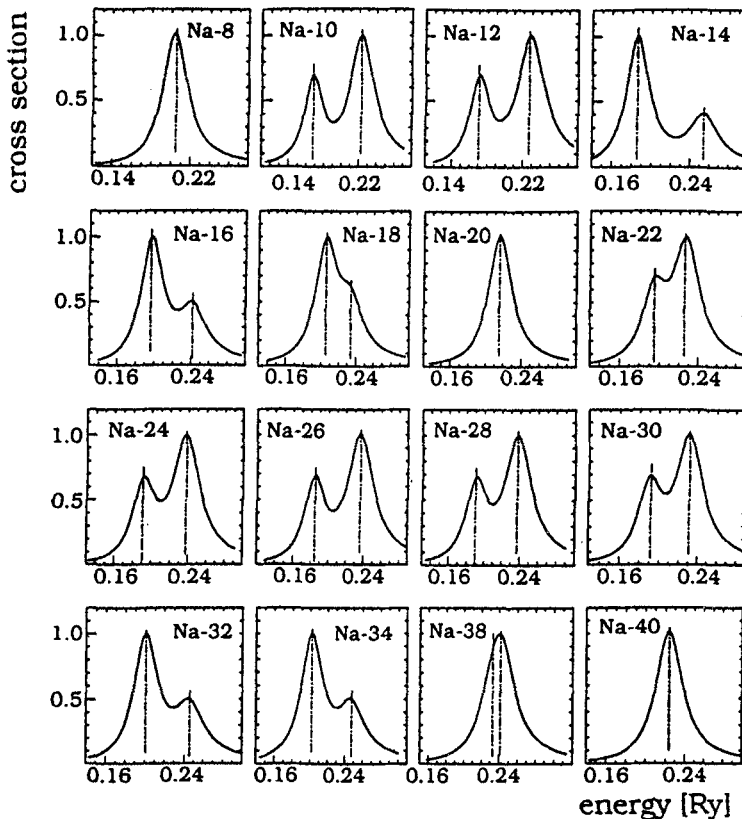 cross section
1.0
0.5
Na-8
Na-10
Na-12
Na-14
0.14 0.22
0.14 0.22
0.14 0.22
0.16 0.24
1.0
0.5
Na-16
Na-18
Na-20
Na-22
0.16 0.24
0.16 0.24
0.16 0.24
0.16 0.24
1.0
0.5
Na-24
Na-26
Na-28
Na-30
0.16 0.24
0.16 0.24
0.16 0.24
0.16 0.24
1.0
0.5
Na-32
Na-34
Na-38
Na-40
0.16 0.24
0.16 0.24
0.16 0.24
0.16 0.24
energy [Ry]